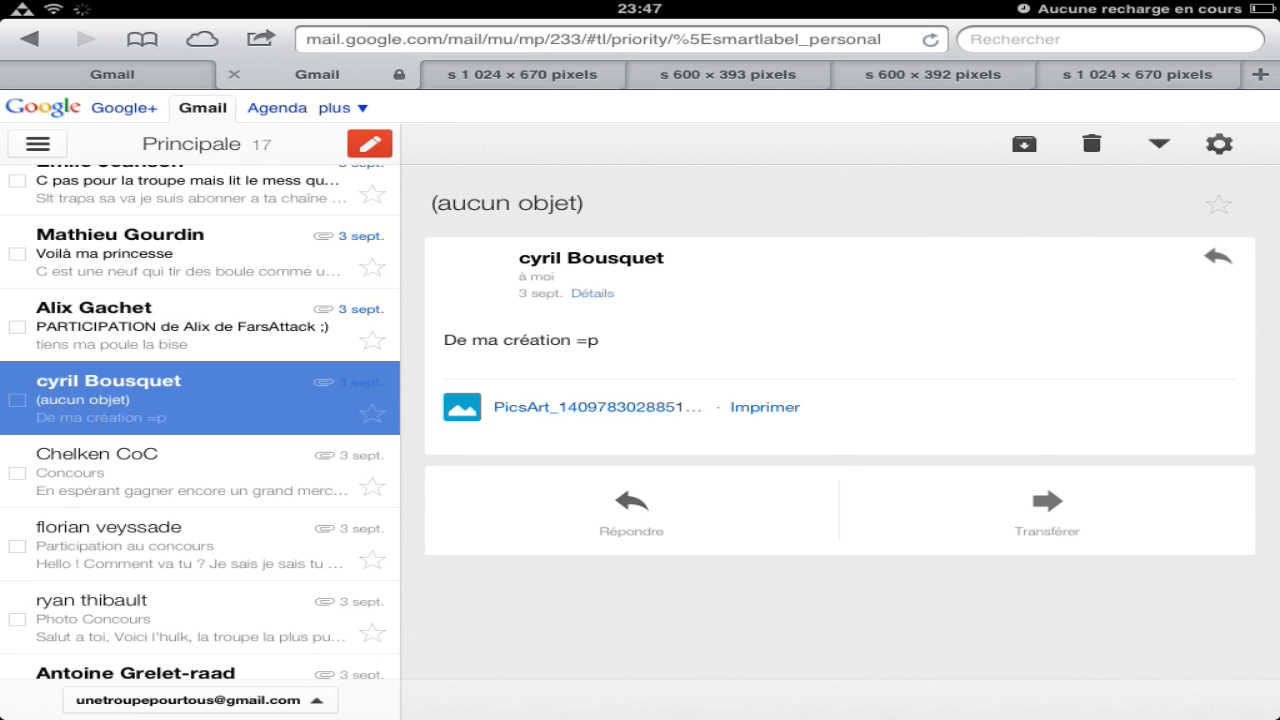 23:47
Aucune recharge en cours
mail.google.com/mail/mu/mp/233/#tl/priority/%5Esmartlabel_personal
Rechercher
Gmail
Gmail
s 1 024 × 670 pixels
s 600 × 393 pixels
s 600 × 392 pixels
s 1 024 × 670 pixels
Google Google+ Gmail Agenda plus
Principale 17
C pas pour la troupe mais lit le mess qu...
Slt trapa sa va je suis abonner a ta chaîne ...
Mathieu Gourdin 3 sept.
Voilà ma princesse
C est une neuf qui tir des boule comme u...
Alix Gachet 3 sept.
PARTICIPATION de Alix de FarsAttack ;)
tiens ma poule la bise
cyril Bousquet 3 sept.
(aucun objet)
De ma création =p
Chelken CoC 3 sept.
Concours
En espérant gagner encore un grand merc...
florian veyssade 3 sept.
Participation au concours
Hello ! Comment va tu ? Je sais je sais tu ...
ryan thibault 3 sept.
Photo Concours
Salut a toi, Voici l'hulk, la troupe la plus pu...
Antoine Grelet-raad 3 sept.
unetroupepourtous@gmail.com
(aucun objet)
cyril Bousquet
à moi
3 sept. Détails
De ma création =p
PicsArt_1409783028851... · Imprimer
Répondre
Transférer